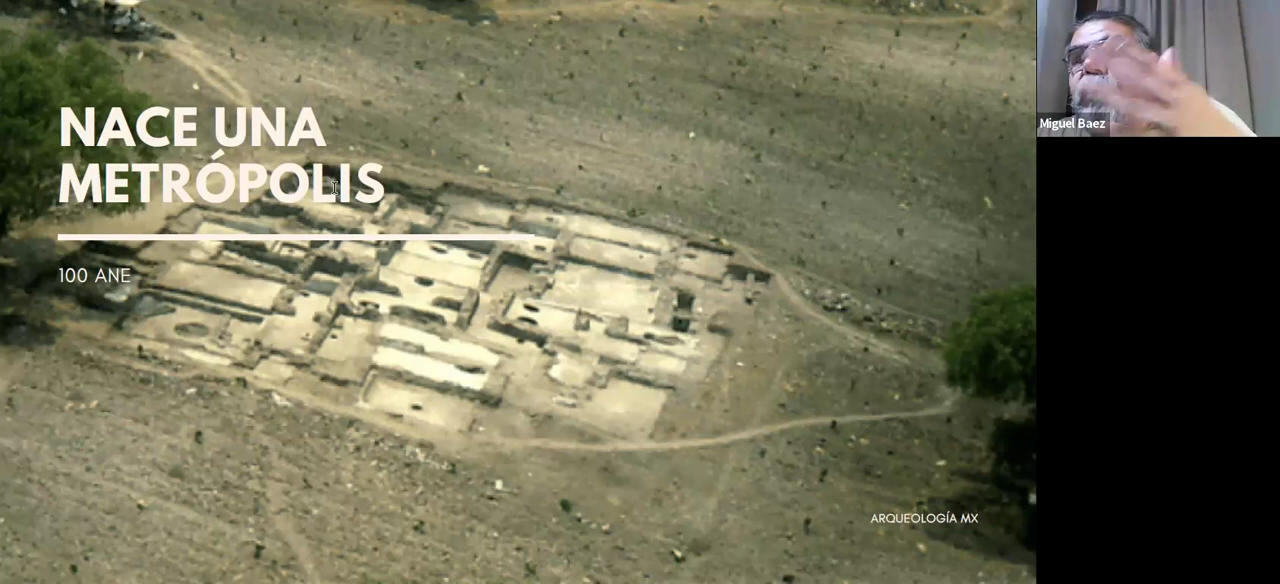 NACE UNA
METRÓPOLIS
100 ANE
ARQUEOLOGÍA MX
Miguel Baez